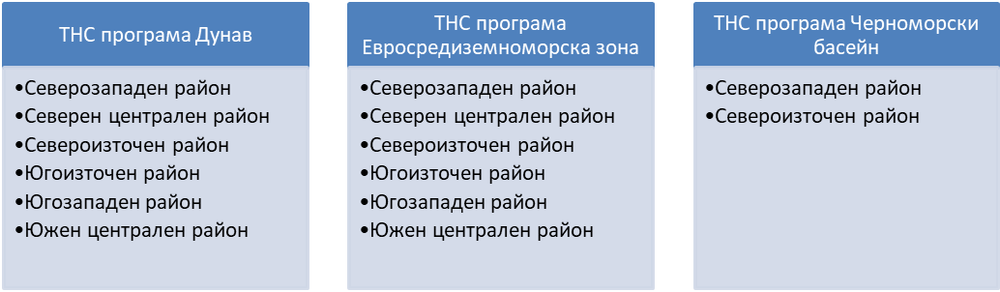 ТНС програма Дунав
•Северозападен район
•Северен централен район
•Североизточен район
•Югоизточен район
•Югозападен район
•Южен централен район
ТНС програма
Евросредиземноморска зона
•Северозападен район
•Северен централен район
•Североизточен район
•Югоизточен район
•Югозападен район
•Южен централен район
ТНС програма Черноморски
басейн
•Северозападен район
•Североизточен район